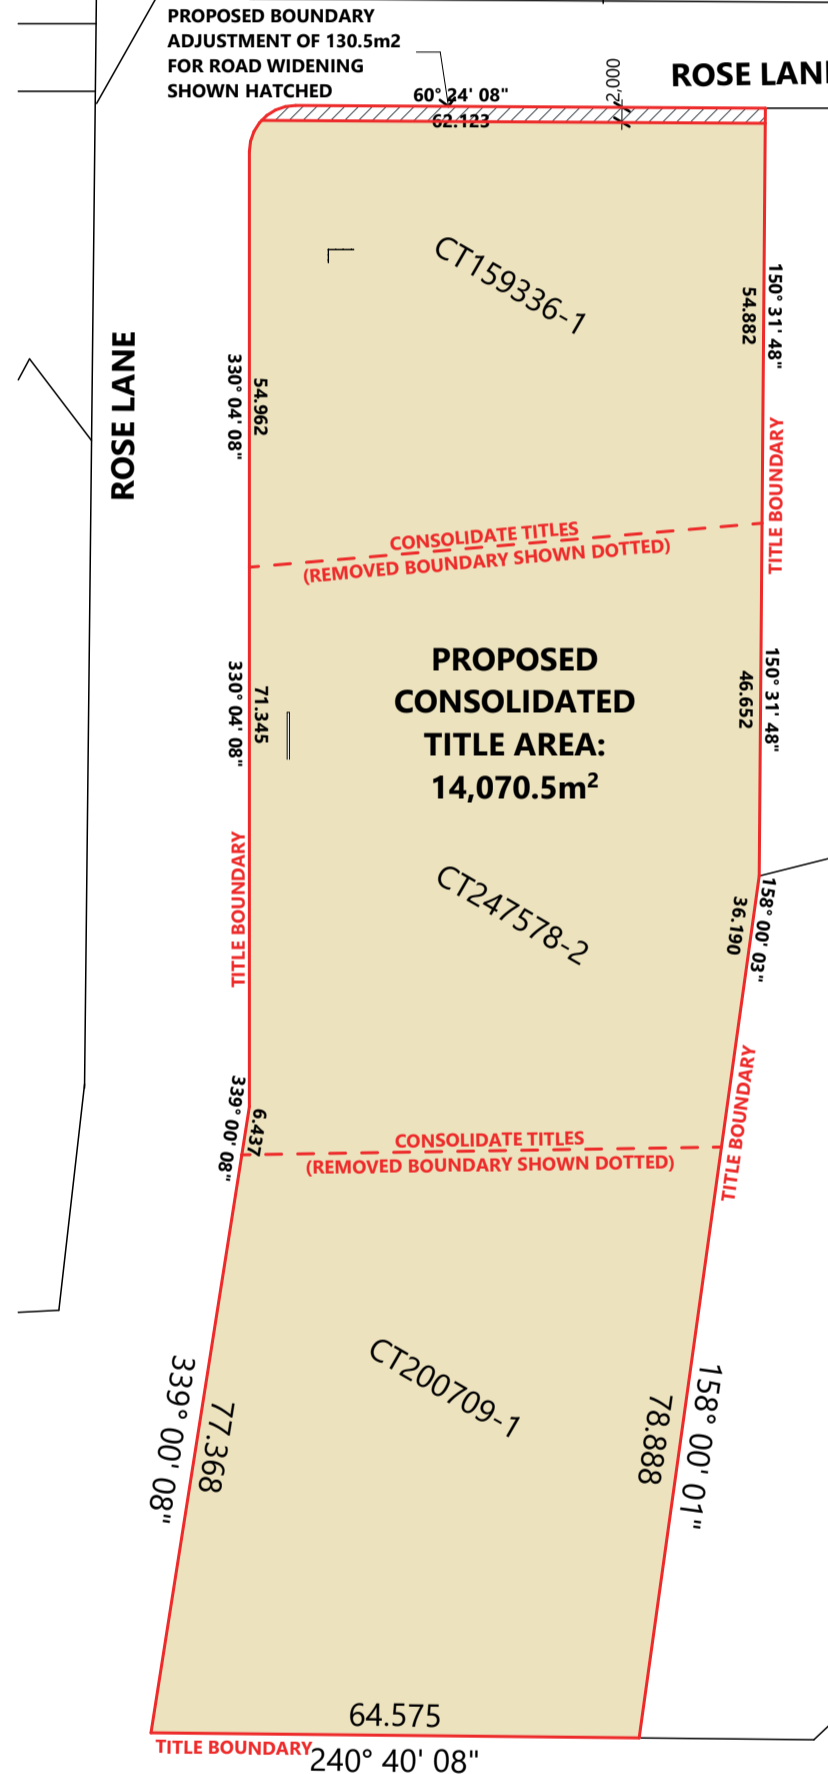 PROPOSED BOUNDARY
ADJUSTMENT OF 130.5m2
FOR ROAD WIDENING
SHOWN HATCHED
60° 24' 08"
62.123
2.000
ROSE LANE
CT159336-1
150° 31' 48"
54.882
ROSE LANE
330° 04' 08"
54.962
TITLE BOUNDARY
CONSOLIDATE TITLES
(REMOVED BOUNDARY SHOWN DOTTED)
PROPOSED
CONSOLIDATED
TITLE AREA:
14,070.5m²
330° 04' 08"
71.345
150° 31' 48"
46.652
TITLE BOUNDARY
CT247578-2
158° 00' 03"
36.190
339° 00' 08"
6.437
TITLE BOUNDARY
CONSOLIDATE TITLES
(REMOVED BOUNDARY SHOWN DOTTED)
CT200709-1
339° 00' 08"
77.368
158° 00' 01"
78.888
64.575
TITLE BOUNDARY
240° 40' 08"